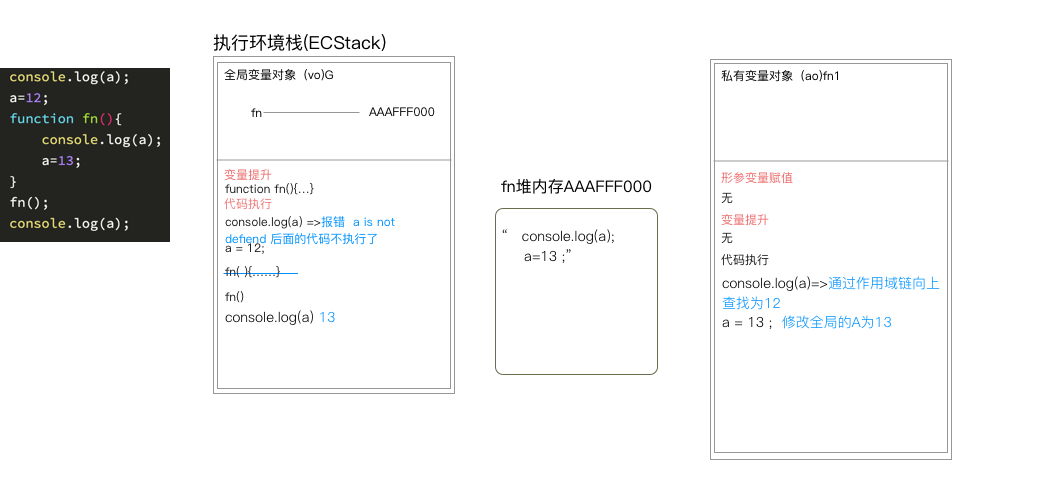 执行环境栈(ECStack)
console.log(a);
a=12;
function fn(){
    console.log(a);
    a=13;
}
fn();
console.log(a);
全局变量对象（vo)G
fn AAAFFF000
变量提升
function fn(){...}
代码执行
console.log(a) =>报错  a is not
defiend 后面的代码不执行了
a = 12;
fn( ){......}
fn()
console.log(a) 13
fn堆内存AAAFFF000
“   console.log(a);
a=13 ;”
私有变量对象（ao)fn1
形参变量赋值
无
变量提升
无
代码执行
console.log(a)=>通过作用域链向上
查找为12
a = 13 ;  修改全局的A为13